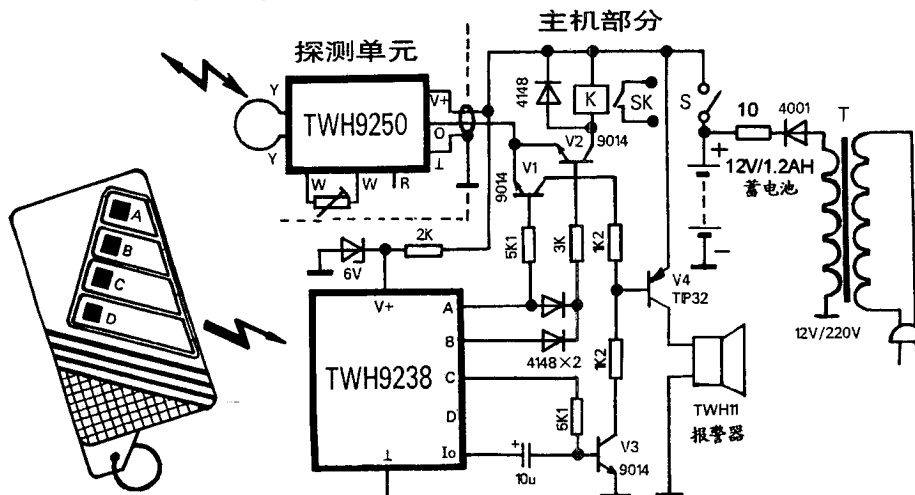 主机部分
探测单元
Y
Y
TWH9250
V+
O
⊥
W
W
R
4148
K
SK
S
10
4001
T
V2
9014
V1
9014
+
12V/1.2AH
蓄电池
-
2K
6V
5K1
3K
1K2
V4
TIP32
12V/220V
A
B
C
D
V+
TWH9238
A
B
C
D
Io
⊥
4148×2
1K2
5K1
+
10u
V3
9014
TWH11
报警器